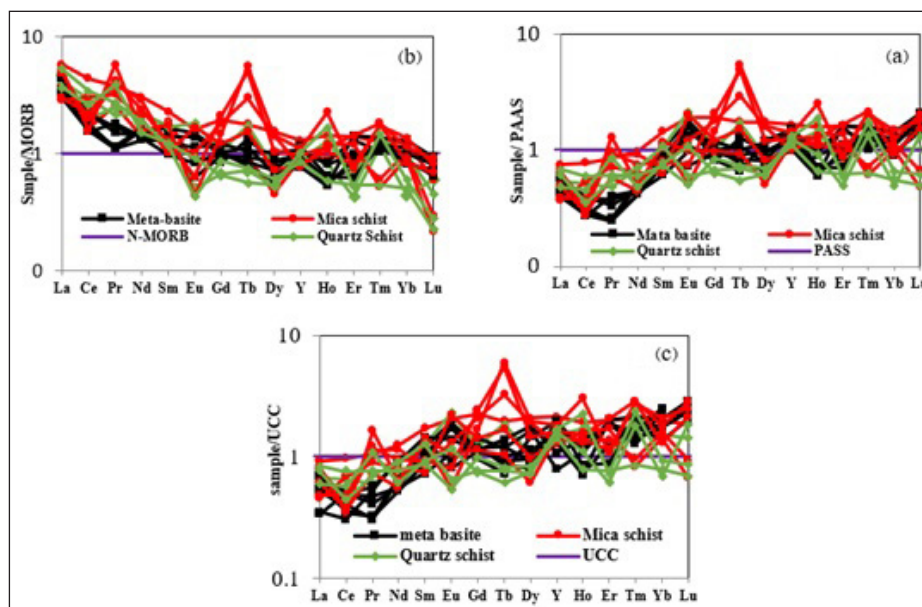 10
(b)
Smple/MORB
1
Meta-basite
Mica schist
N-MORB
Quartz Schist
0
La Ce Pr Nd Sm Eu Gd Tb Dy Y Ho Er Tm Yb Lu
10
(a)
Sample/ PAAS
1
Mata basite
Mica schist
Quartz schist
PASS
0
La Ce Pr Nd Sm Eu Gd Tb Dy Y Ho Er Tm Yb Lu
10
(c)
sample/UCC
1
meta basite
Mica schist
Quartz schist
UCC
0.1
La Ce Pr Nd Sm Eu Gd Tb Dy Y Ho Er Tm Yb Lu